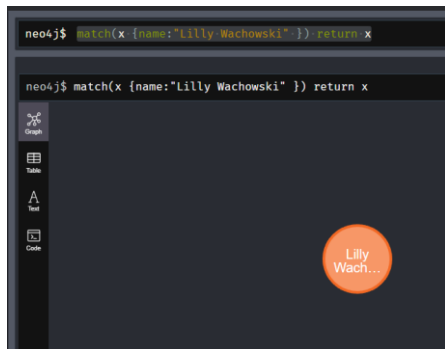 neo4j$ match(x {name:"Lilly Wachowski" }) return x
neo4j$ match(x {name:"Lilly Wachowski" }) return x
Graph
Table
A
Text
Code
Lilly
Wach...